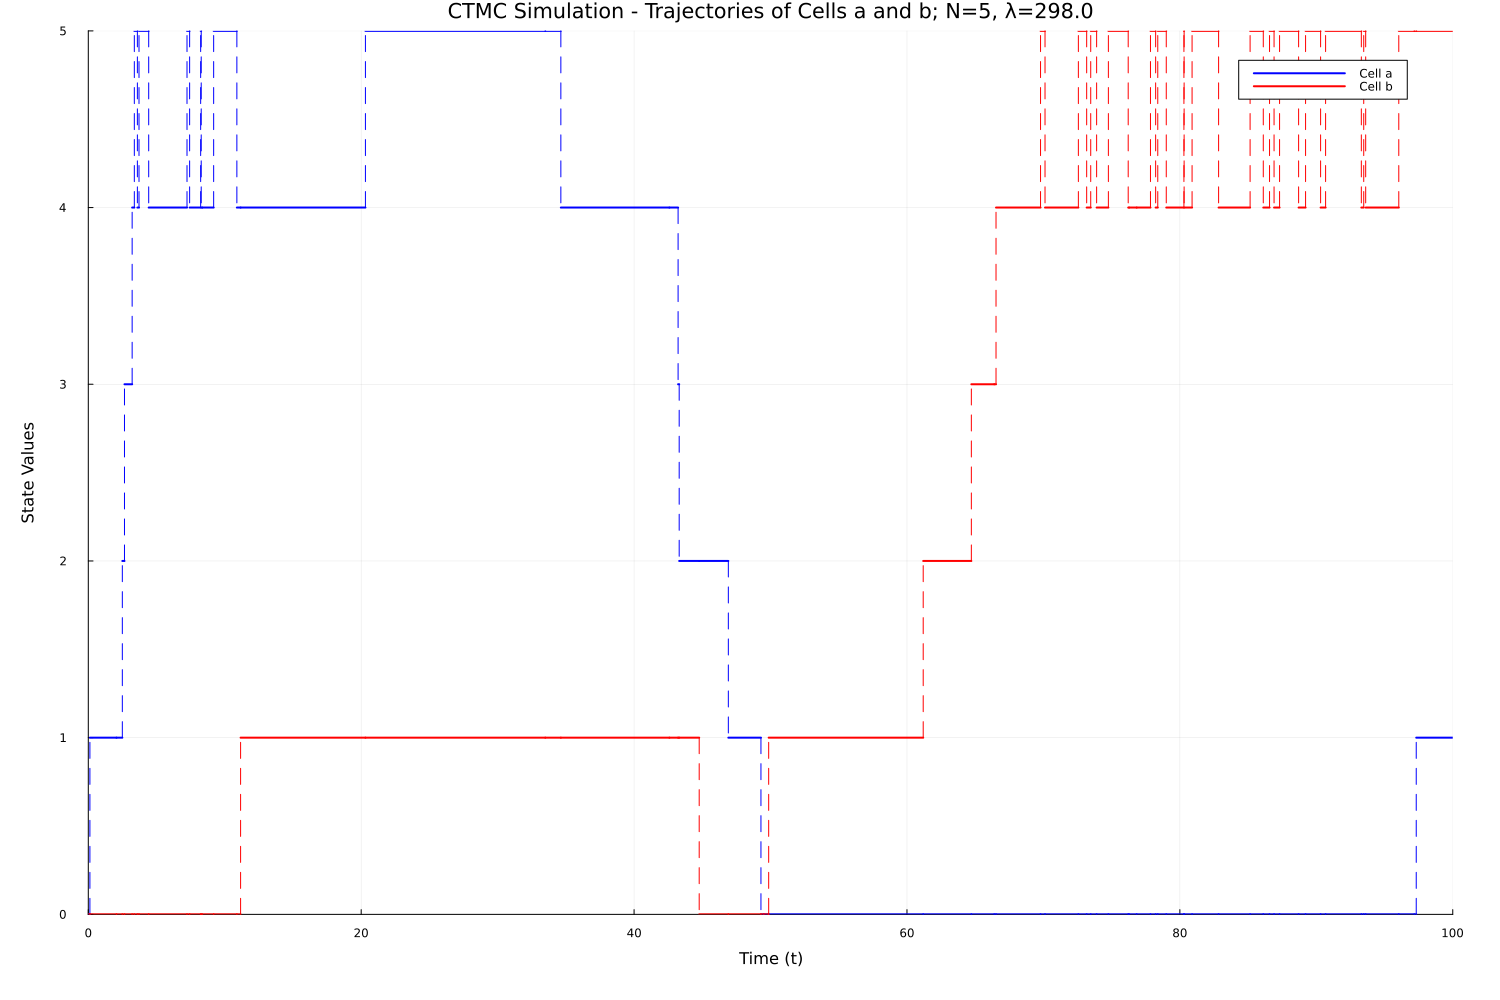 CTMC Simulation - Trajectories of Cells a and b; N=5, λ=298.0
5
4
3
2
1
0
State Values
Cell a
Cell b
0 20 40 60 80 100
Time (t)